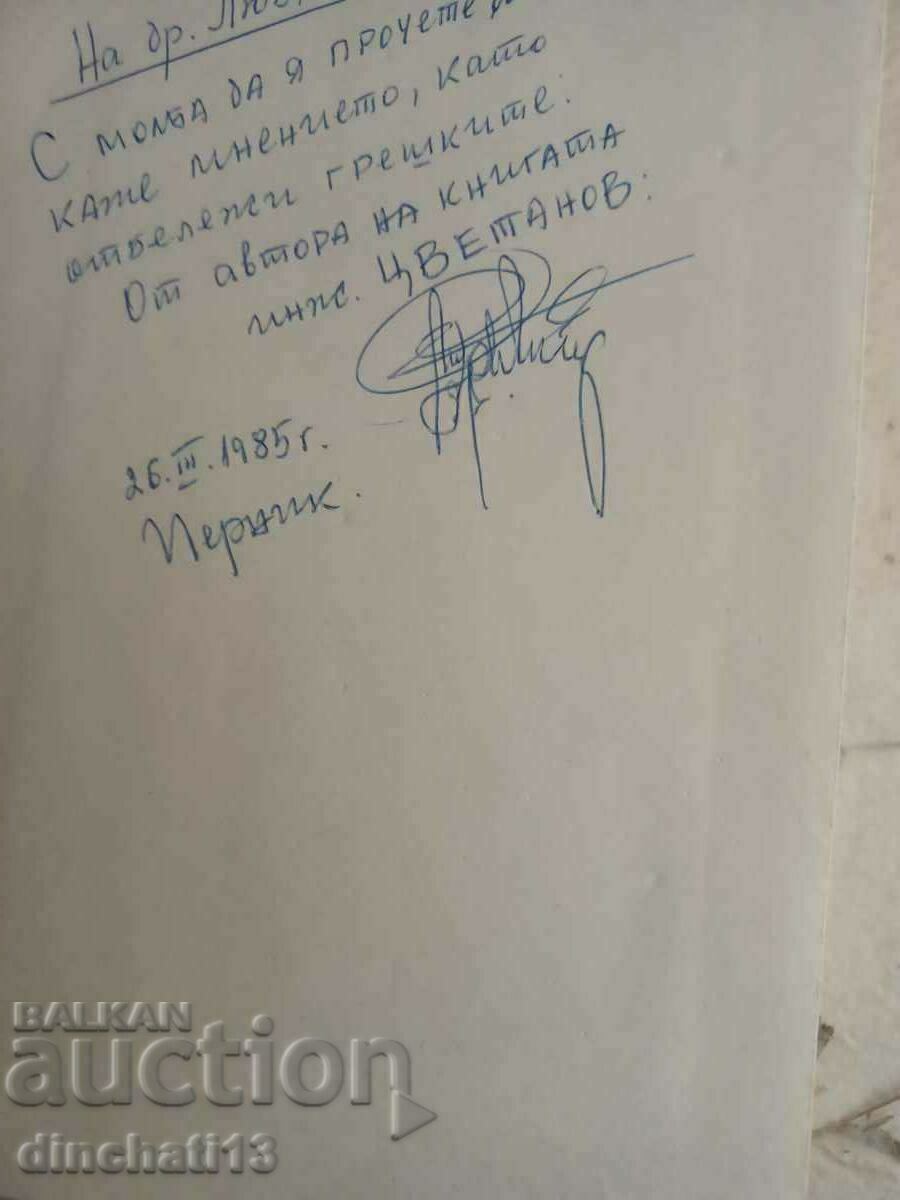 На др. Люб
С молба да я прочете
каже мнението, като
отбележи грешките.
От автора на книгата
инж. ЦВЕТАНОВ:
26.III.1985 г.
Перник.
BALKAN
auction
dinchati13